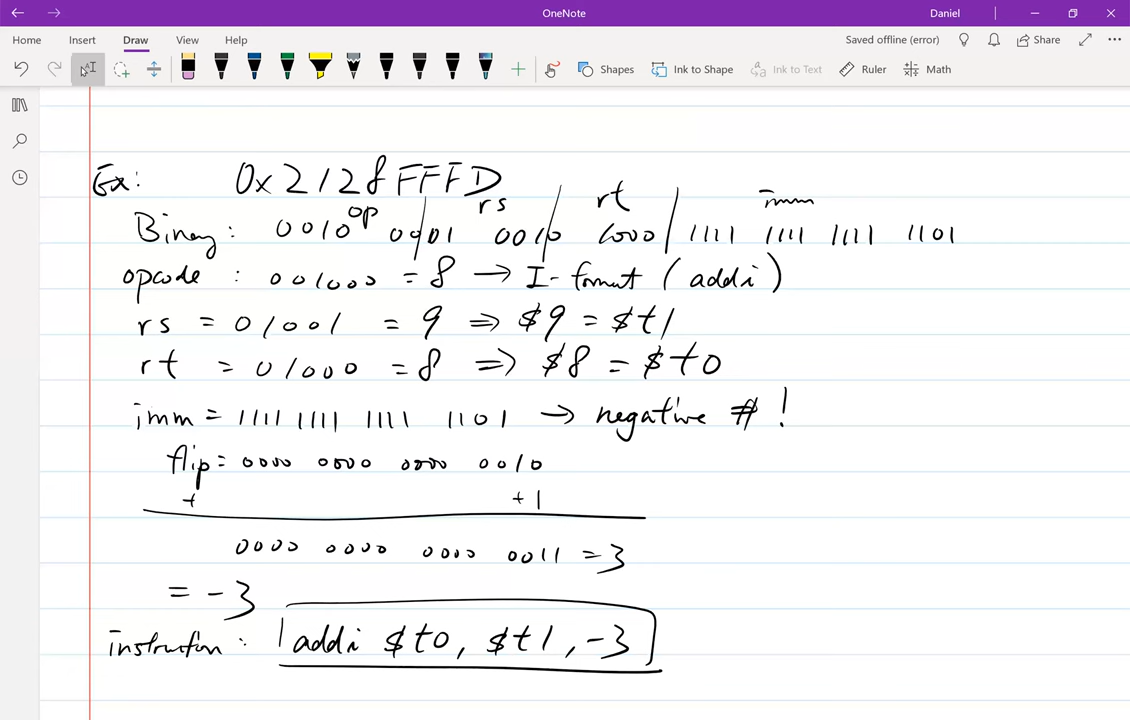 OneNote
Daniel
Home Insert Draw View Help
Saved offline (error) Share
Shapes Ink to Shape Ink to Text Ruler Math
Ex: 0x2128FFFD
op rs rt imm
Binary: 0010 00/01 0010 1000 / 1111 1111 1111 1101
opcode : 001000 = 8 → I-format (addi)
rs = 01001 = 9 ⇒ $9 = $t1
rt = 01000 = 8 ⇒ $8 = $t0
imm = 1111 1111 1111 1101 → negative # !
flip = 0000 0000 0000 0010
+ +1
0000 0000 0000 0011 = 3
= -3
instruction : addi $t0, $t1, -3